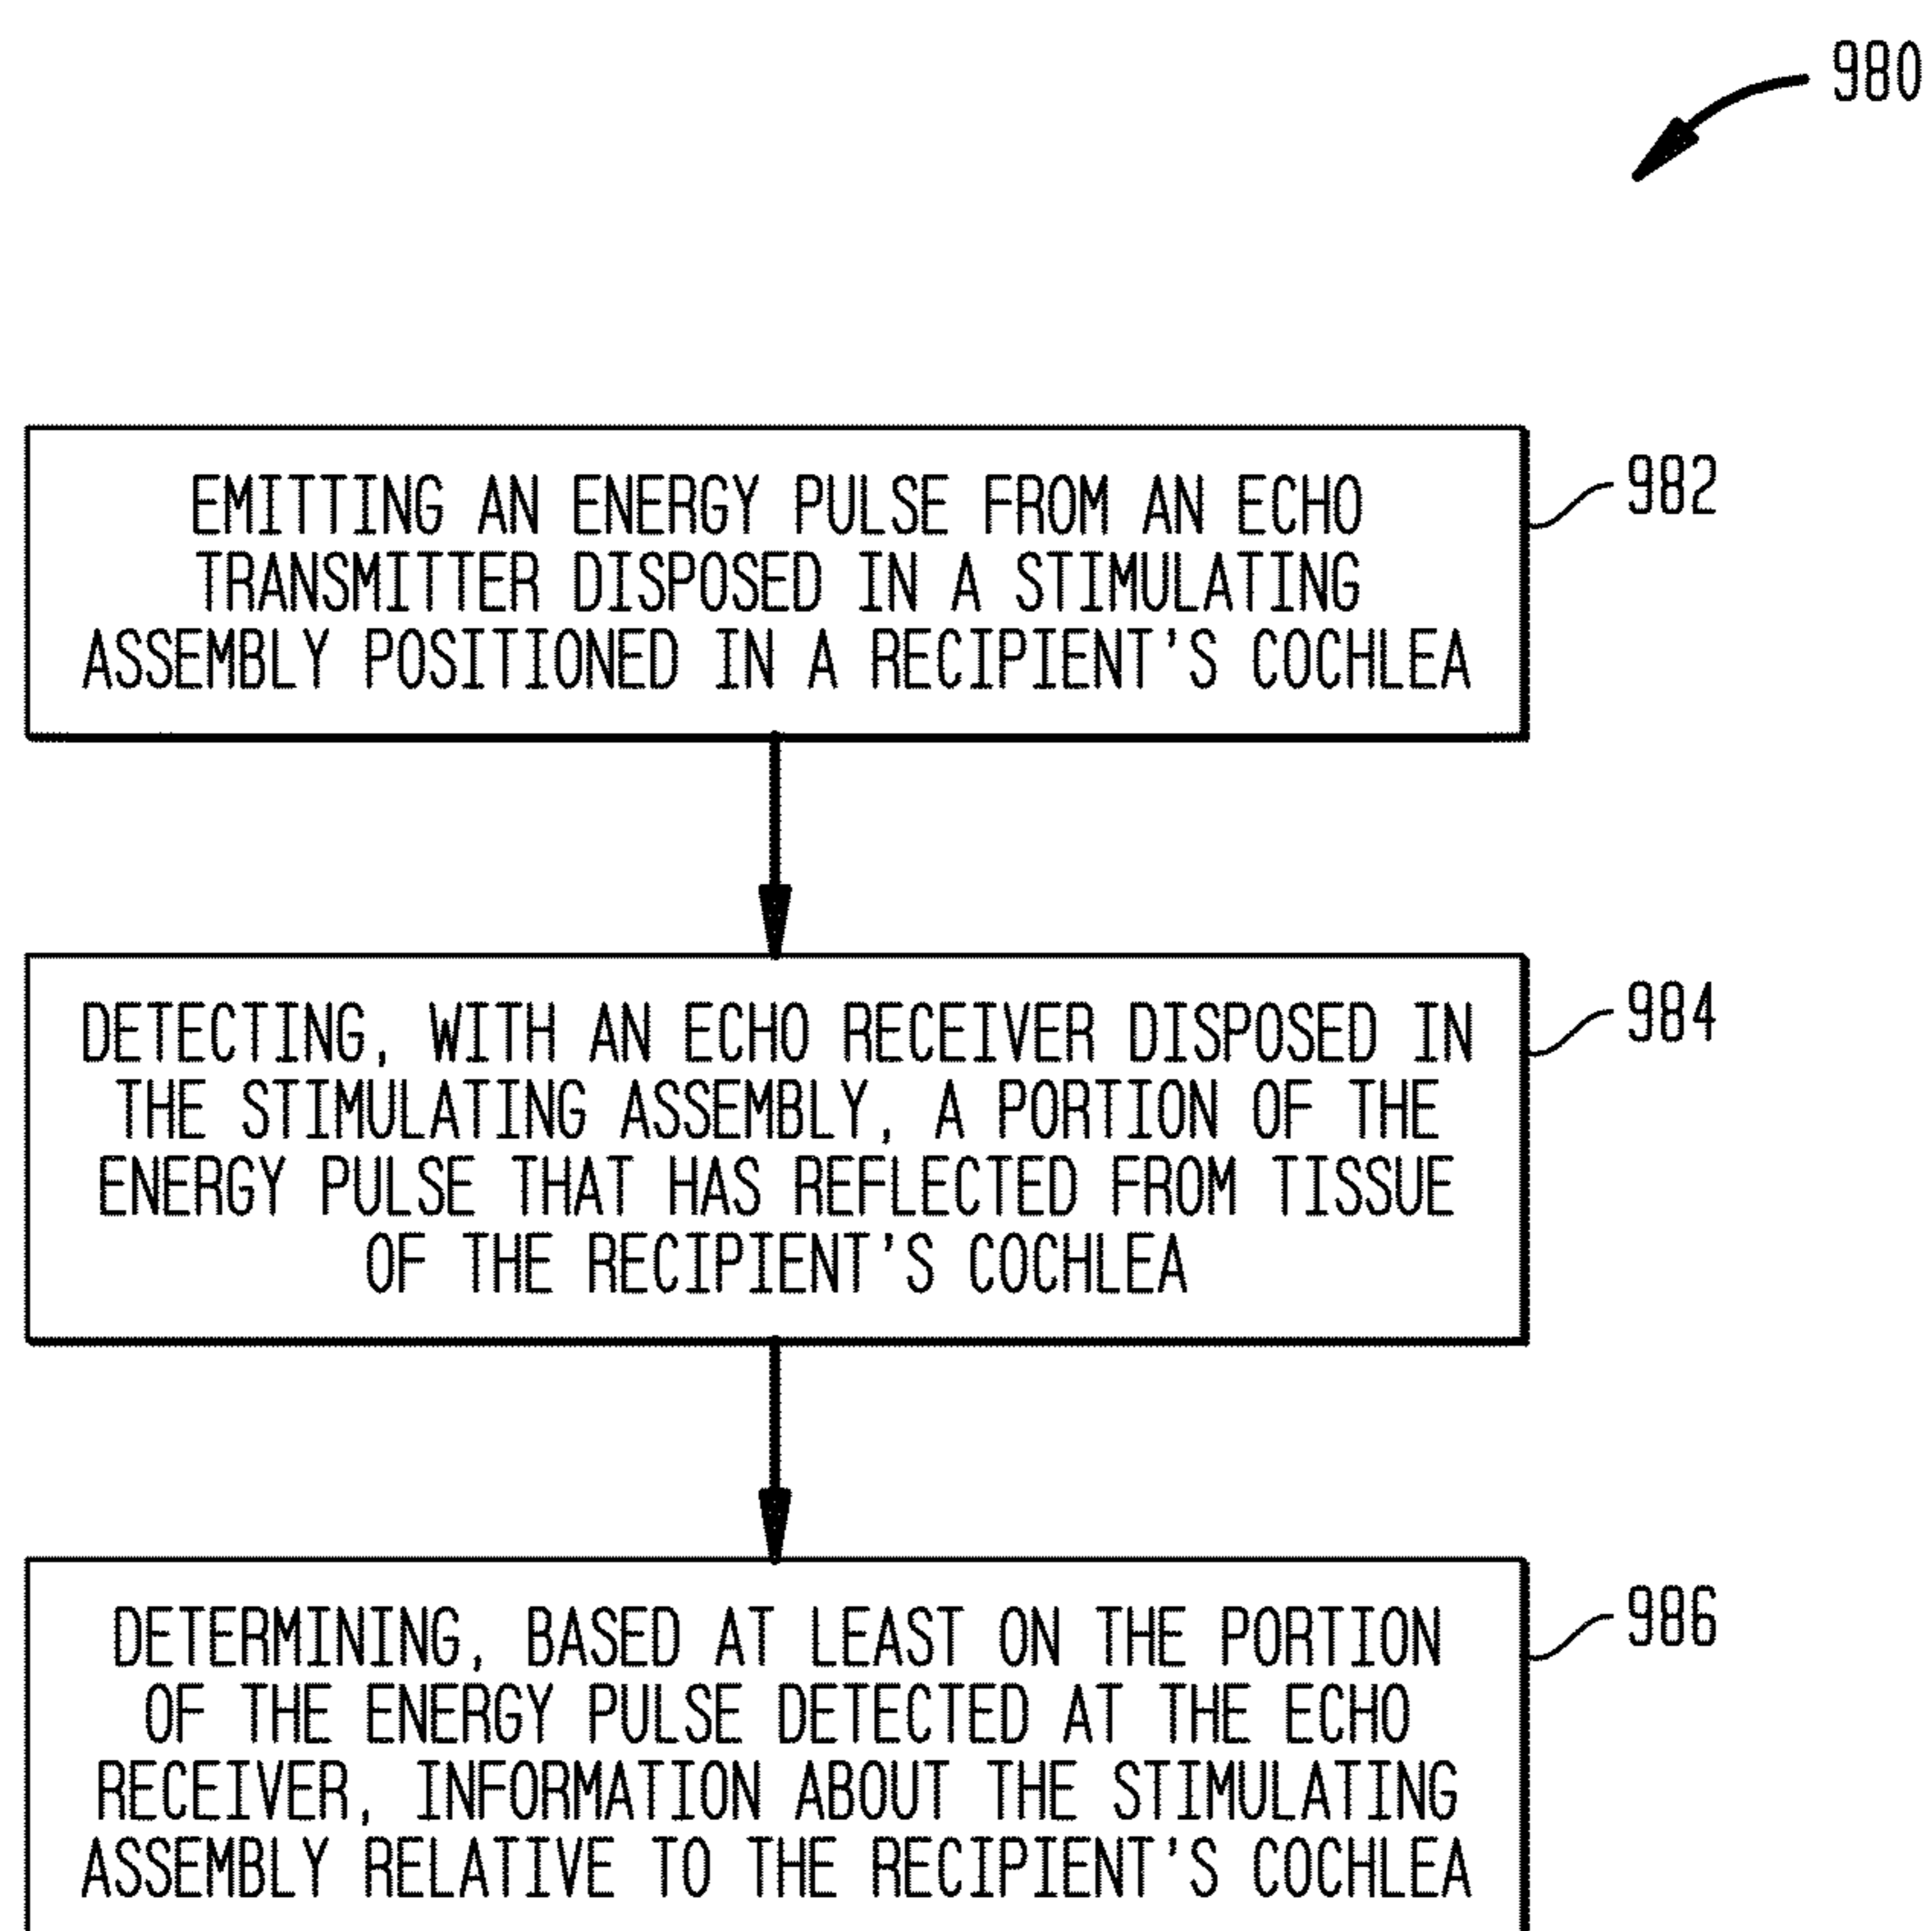 980
EMITTING AN ENERGY PULSE FROM AN ECHO
TRANSMITTER DISPOSED IN A STIMULATING
ASSEMBLY POSITIONED IN A RECIPIENT'S COCHLEA
982
DETECTING, WITH AN ECHO RECEIVER DISPOSED IN
THE STIMULATING ASSEMBLY, A PORTION OF THE
ENERGY PULSE THAT HAS REFLECTED FROM TISSUE
OF THE RECIPIENT'S COCHLEA
984
DETERMINING, BASED AT LEAST ON THE PORTION
OF THE ENERGY PULSE DETECTED AT THE ECHO
RECEIVER, INFORMATION ABOUT THE STIMULATING
ASSEMBLY RELATIVE TO THE RECIPIENT'S COCHLEA
986